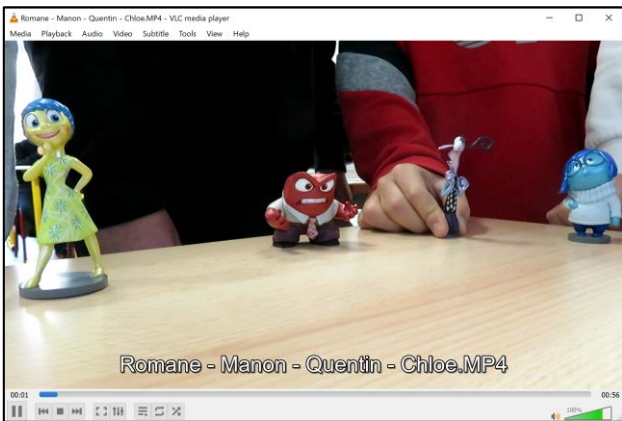 Romane - Manon - Quentin - Chloe.MP4 - VLC media player
Media Playback Audio Video Subtitle Tools View Help
Romane - Manon - Quentin - Chloe.MP4
00:01 00:56
100%